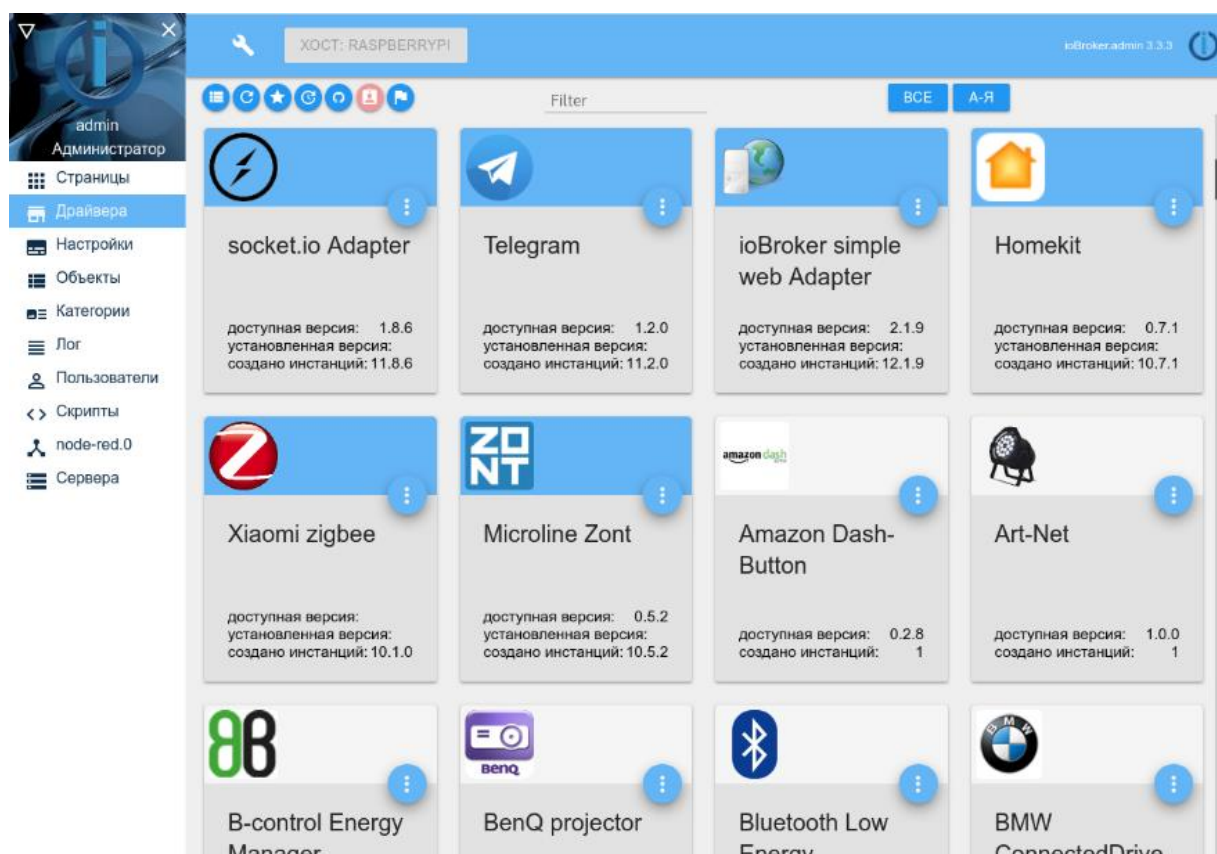 ХОСТ: RASPBERRYPI
ioBroker.admin 3.3.3
admin
Администратор
Страницы
Драйвера
Настройки
Объекты
Категории
Лог
Пользователи
Скрипты
node-red.0
Сервера
Filter
ВСЕ
А-Я
socket.io Adapter
доступная версия: 1.8.6
установленная версия:
создано инстанций: 11.8.6
Telegram
доступная версия: 1.2.0
установленная версия:
создано инстанций: 11.2.0
ioBroker simple
web Adapter
доступная версия: 2.1.9
установленная версия:
создано инстанций: 12.1.9
Homekit
доступная версия: 0.7.1
установленная версия:
создано инстанций: 10.7.1
Xiaomi zigbee
доступная версия:
установленная версия:
создано инстанций: 10.1.0
ZONT
Microline Zont
доступная версия: 0.5.2
установленная версия:
создано инстанций: 10.5.2
amazon dash
Amazon Dash-
Button
доступная версия: 0.2.8
создано инстанций: 1
Art-Net
доступная версия: 1.0.0
создано инстанций: 1
B-control Energy
Manager
BenQ
BenQ projector
Bluetooth Low
Energy
BMW
BMW
ConnectedDrive